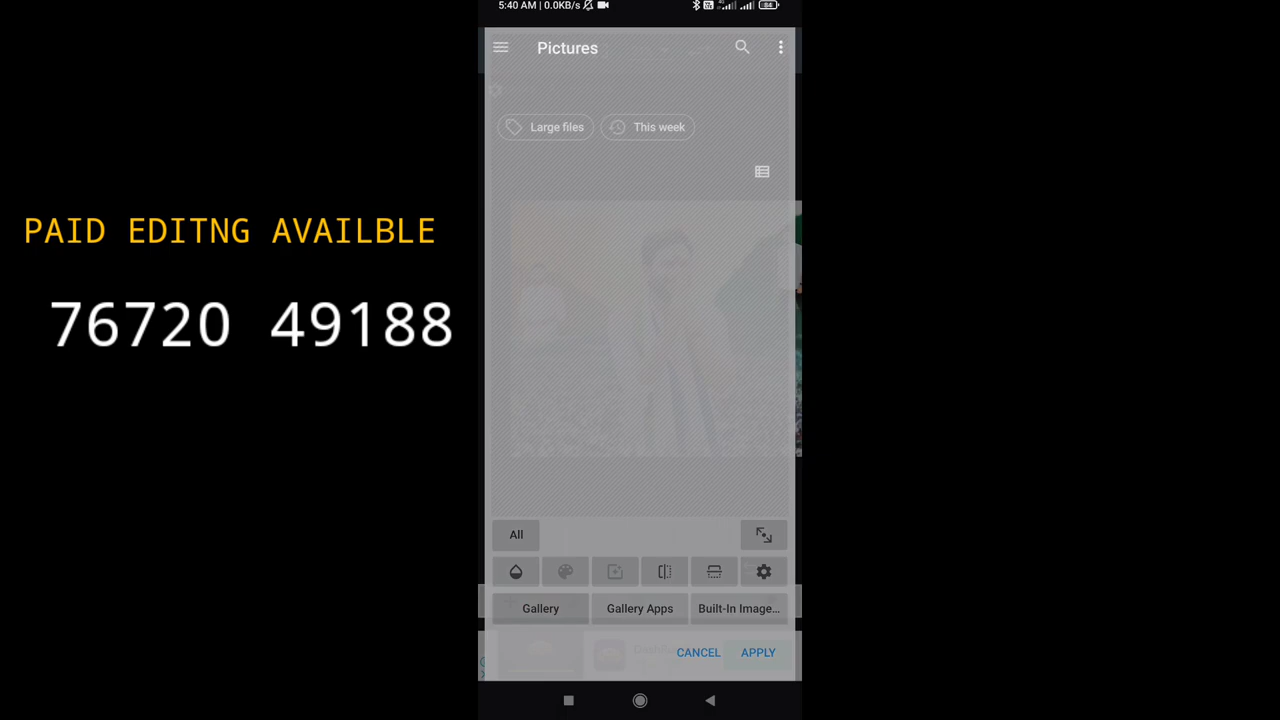 5:40 AM | 0.0KB/s
84
Pictures
Large files
This week
PAID EDITNG AVAILBLE
76720 49188
All
Gallery
Gallery Apps
Built-In Image...
CANCEL
APPLY